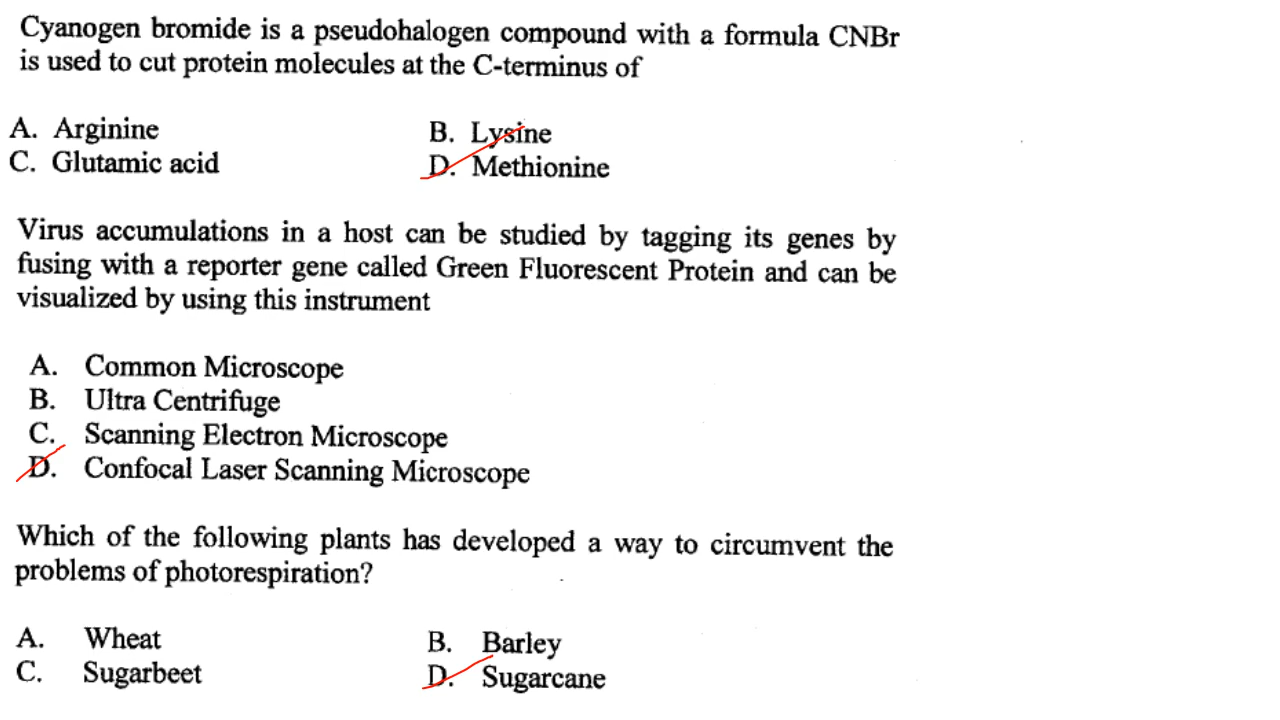 Cyanogen bromide is a pseudohalogen compound with a formula CNBr
is used to cut protein molecules at the C-terminus of
A. Arginine B. Lysine
C. Glutamic acid D. Methionine
Virus accumulations in a host can be studied by tagging its genes by
fusing with a reporter gene called Green Fluorescent Protein and can be
visualized by using this instrument
A. Common Microscope
B. Ultra Centrifuge
C. Scanning Electron Microscope
D. Confocal Laser Scanning Microscope
Which of the following plants has developed a way to circumvent the
problems of photorespiration?
A. Wheat B. Barley
C. Sugarbeet D. Sugarcane